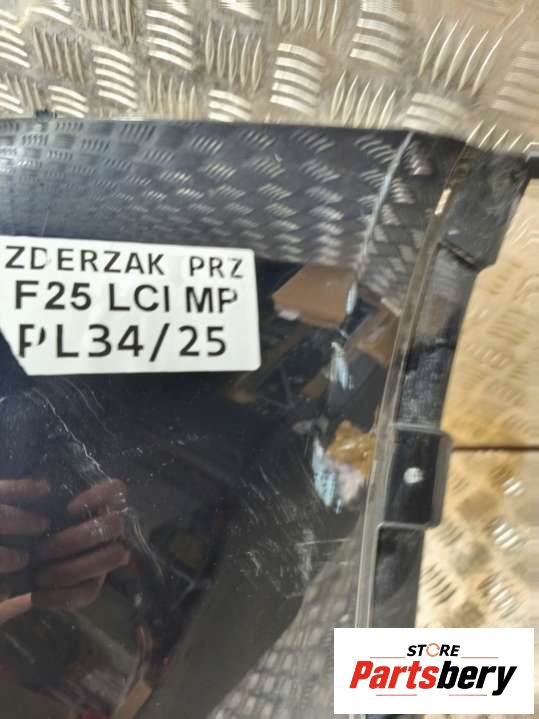 ZDERZAK PRZ
F25 LCI MP
PL34/25
STORE
Partsbery